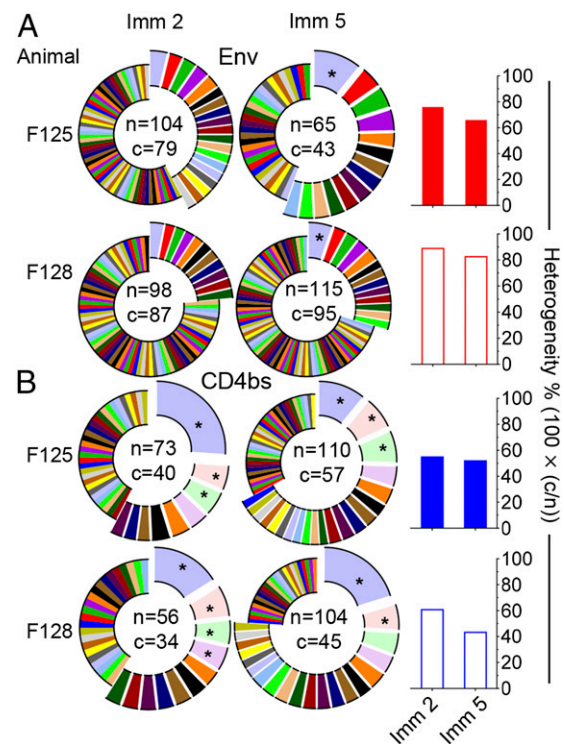 A
Imm 2
Imm 5
Animal
Env
F125
n=104
c=79
*
n=65
c=43
100
80
60
40
20
0
F128
n=98
c=87
*
n=115
c=95
100
80
60
40
20
0
B
CD4bs
F125
*
*
*
n=73
c=40
*
*
*
n=110
c=57
100
80
60
40
20
0
F128
*
*
*
*
n=56
c=34
*
*
n=104
c=45
100
80
60
40
20
0
Imm 2
Imm 5
Heterogeneity % (100 × (c/n))